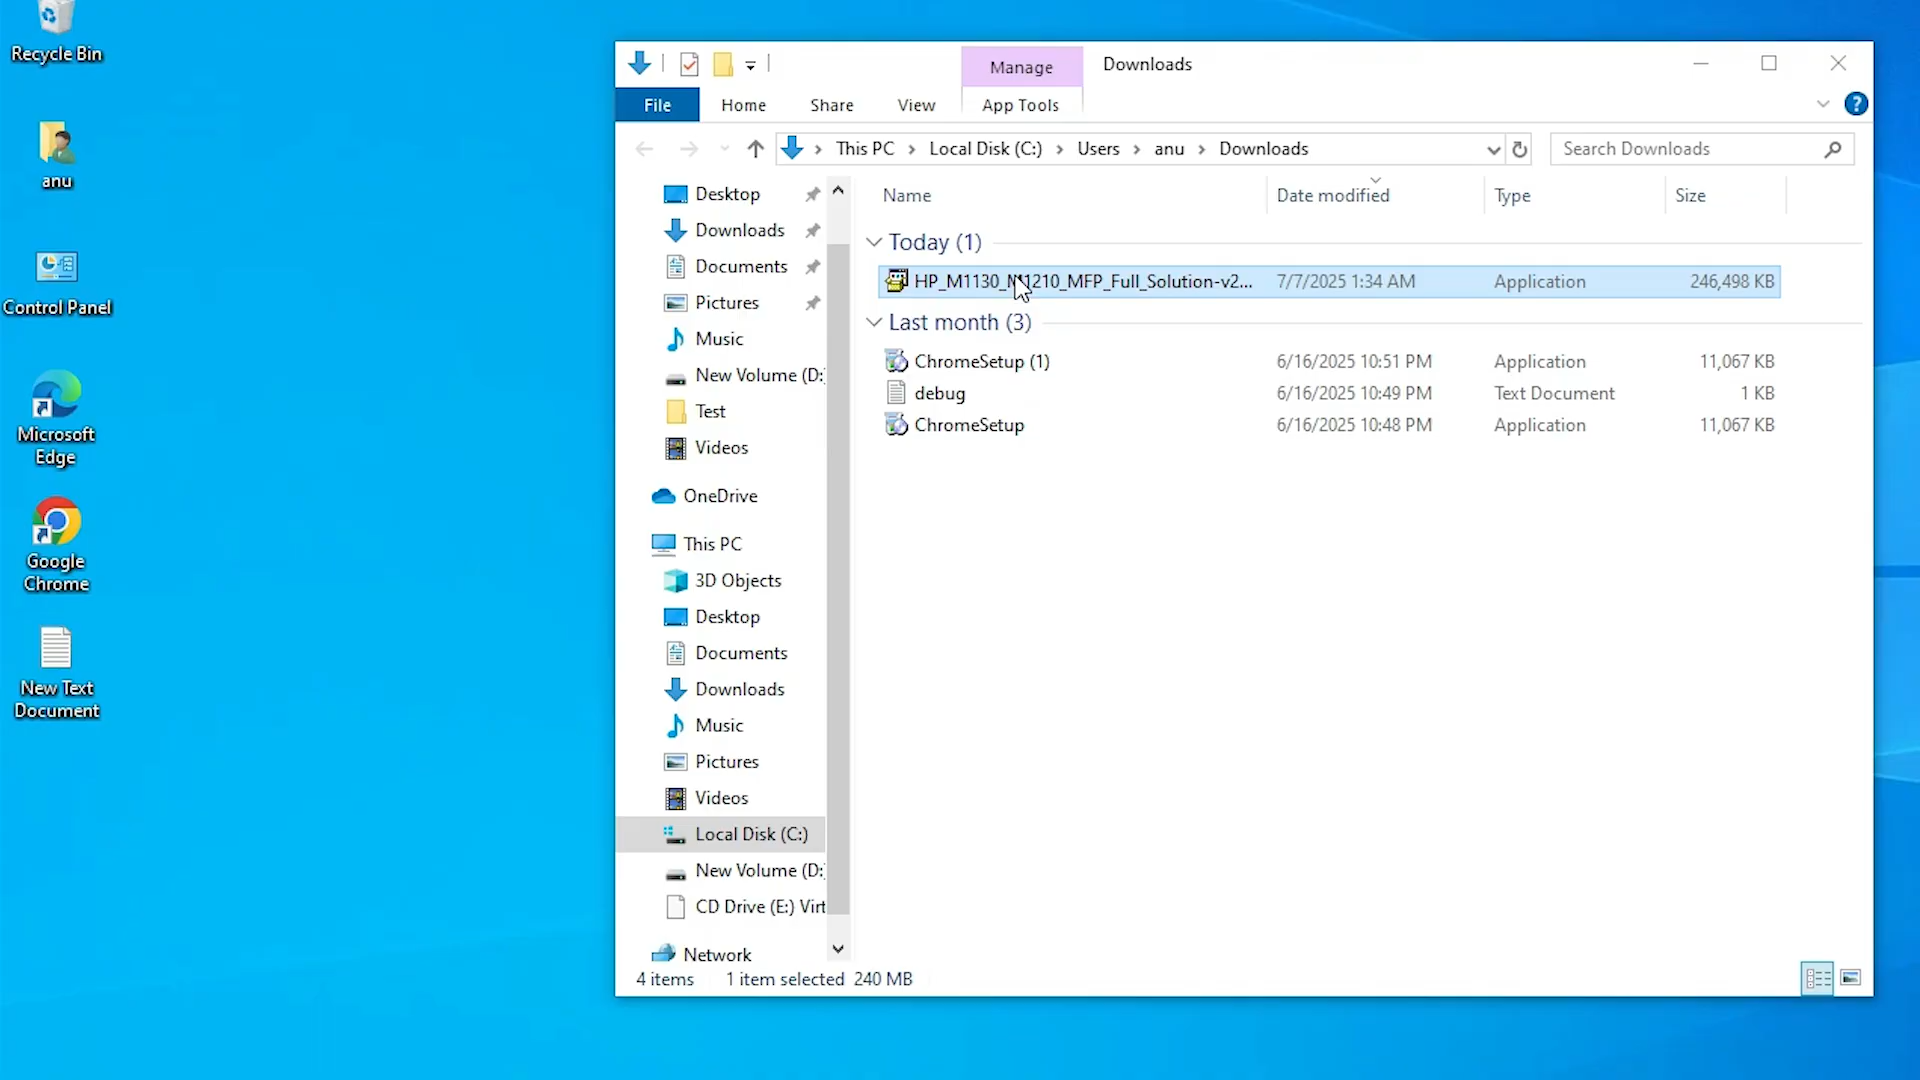 Recycle Bin
anu
Control Panel
Microsoft
Edge
Google
Chrome
New Text
Document
Manage
Downloads
File
Home
Share
View
App Tools
?
This PC
Local Disk (C:)
Users
anu
Downloads
Search Downloads
Desktop
Downloads
Documents
Pictures
Music
New Volume (D:
Test
Videos
OneDrive
This PC
3D Objects
Desktop
Documents
Downloads
Music
Pictures
Videos
Local Disk (C:)
New Volume (D:
CD Drive (E:) Virt
Network
Name
Date modified
Type
Size
Today (1)
HP_M1130_M1210_MFP_Full_Solution-v2... 7/7/2025 1:34 AM Application 246,498 KB
Last month (3)
ChromeSetup (1) 6/16/2025 10:51 PM Application 11,067 KB
debug 6/16/2025 10:49 PM Text Document 1 KB
ChromeSetup 6/16/2025 10:48 PM Application 11,067 KB
4 items 1 item selected 240 MB